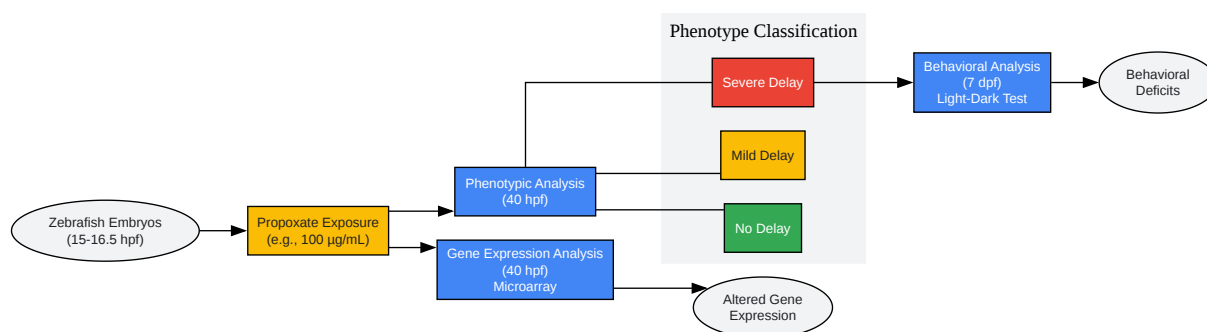 Phenotype Classification
Severe Delay
Behavioral Analysis
(7 dpf)
Light-Dark Test
Behavioral
Deficits
Mild Delay
Phenotypic Analysis
(40 hpf)
Zebrafish Embryos
(15-16.5 hpf)
Propoxate Exposure
(e.g., 100 µg/mL)
No Delay
Gene Expression Analysis
(40 hpf)
Microarray
Altered Gene
Expression